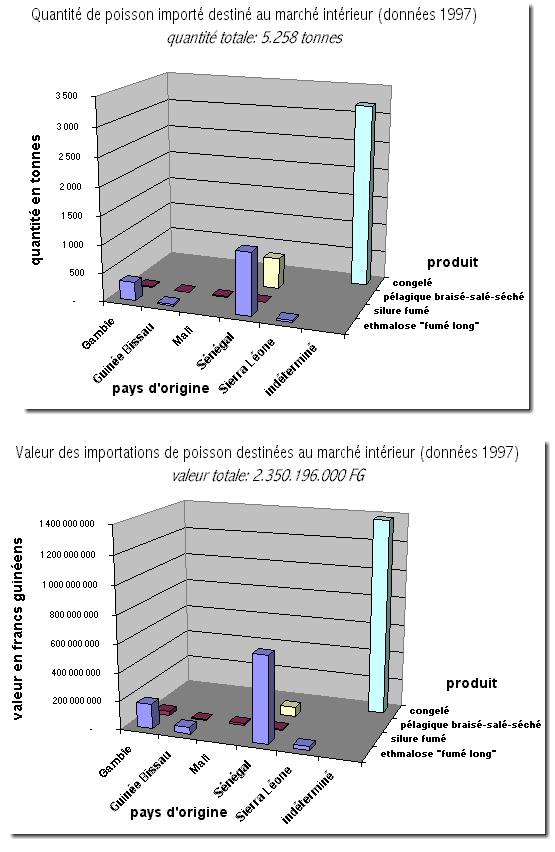 Quantité de poisson importé destiné au marché intérieur (données 1997)
quantité totale: 5.258 tonnes
quantité en tonnes
3 500
3 000
2 500
2 000
1 500
1 000
500
-
Gambie
Guinée Bissau
Mali
Sénégal
Sierra Léone
indéterminé
pays d'origine
produit
congelé
pélagique braisé-salé-séché
silure fumé
ethmalose "fumé long"
Valeur des importations de poisson destinées au marché intérieur (données 1997)
valeur totale: 2.350.196.000 FG
valeur en francs guinéens
1 400 000 000
1 200 000 000
1 000 000 000
800 000 000
600 000 000
400 000 000
200 000 000
-
Gambie
Guinée Bissau
Mali
Sénégal
Sierra Léone
indéterminé
pays d'origine
produit
congelé
pélagique braisé-salé-séché
silure fumé
ethmalose "fumé long"